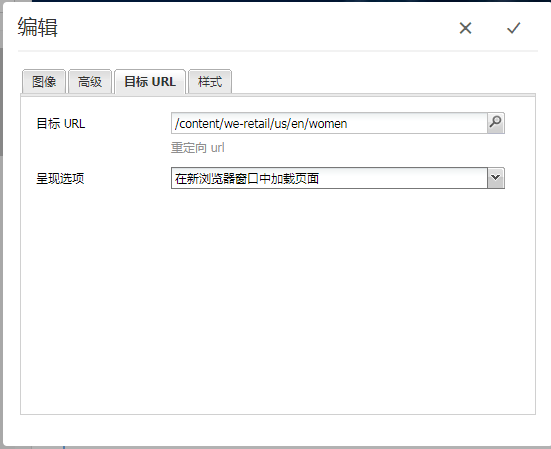 编辑
图像 高级 目标 URL 样式
目标 URL /content/we-retail/us/en/women
重定向 url
呈现选项 在新浏览器窗口中加载页面